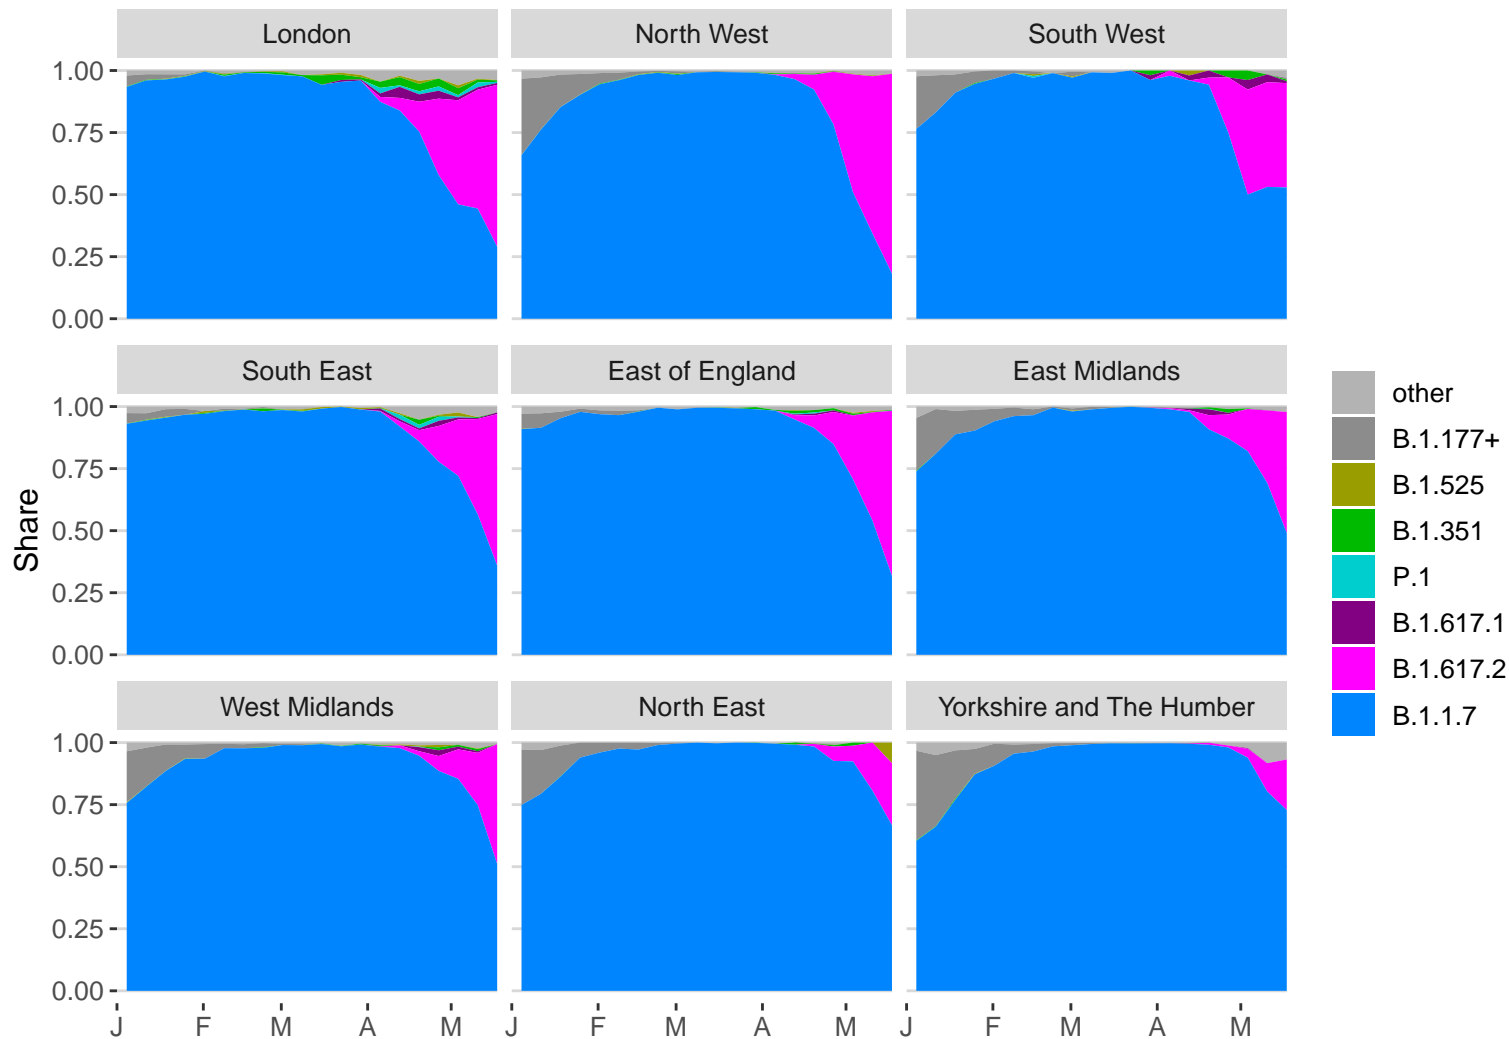 London
North West
South West
1.00
0.75
0.50
0.25
0.00
South East
East of England
East Midlands
1.00
0.75
0.50
0.25
0.00
West Midlands
North East
Yorkshire and The Humber
1.00
0.75
0.50
0.25
0.00
J F M A M
J F M A M
J F M A M
Share
other
B.1.177+
B.1.525
B.1.351
P.1
B.1.617.1
B.1.617.2
B.1.1.7